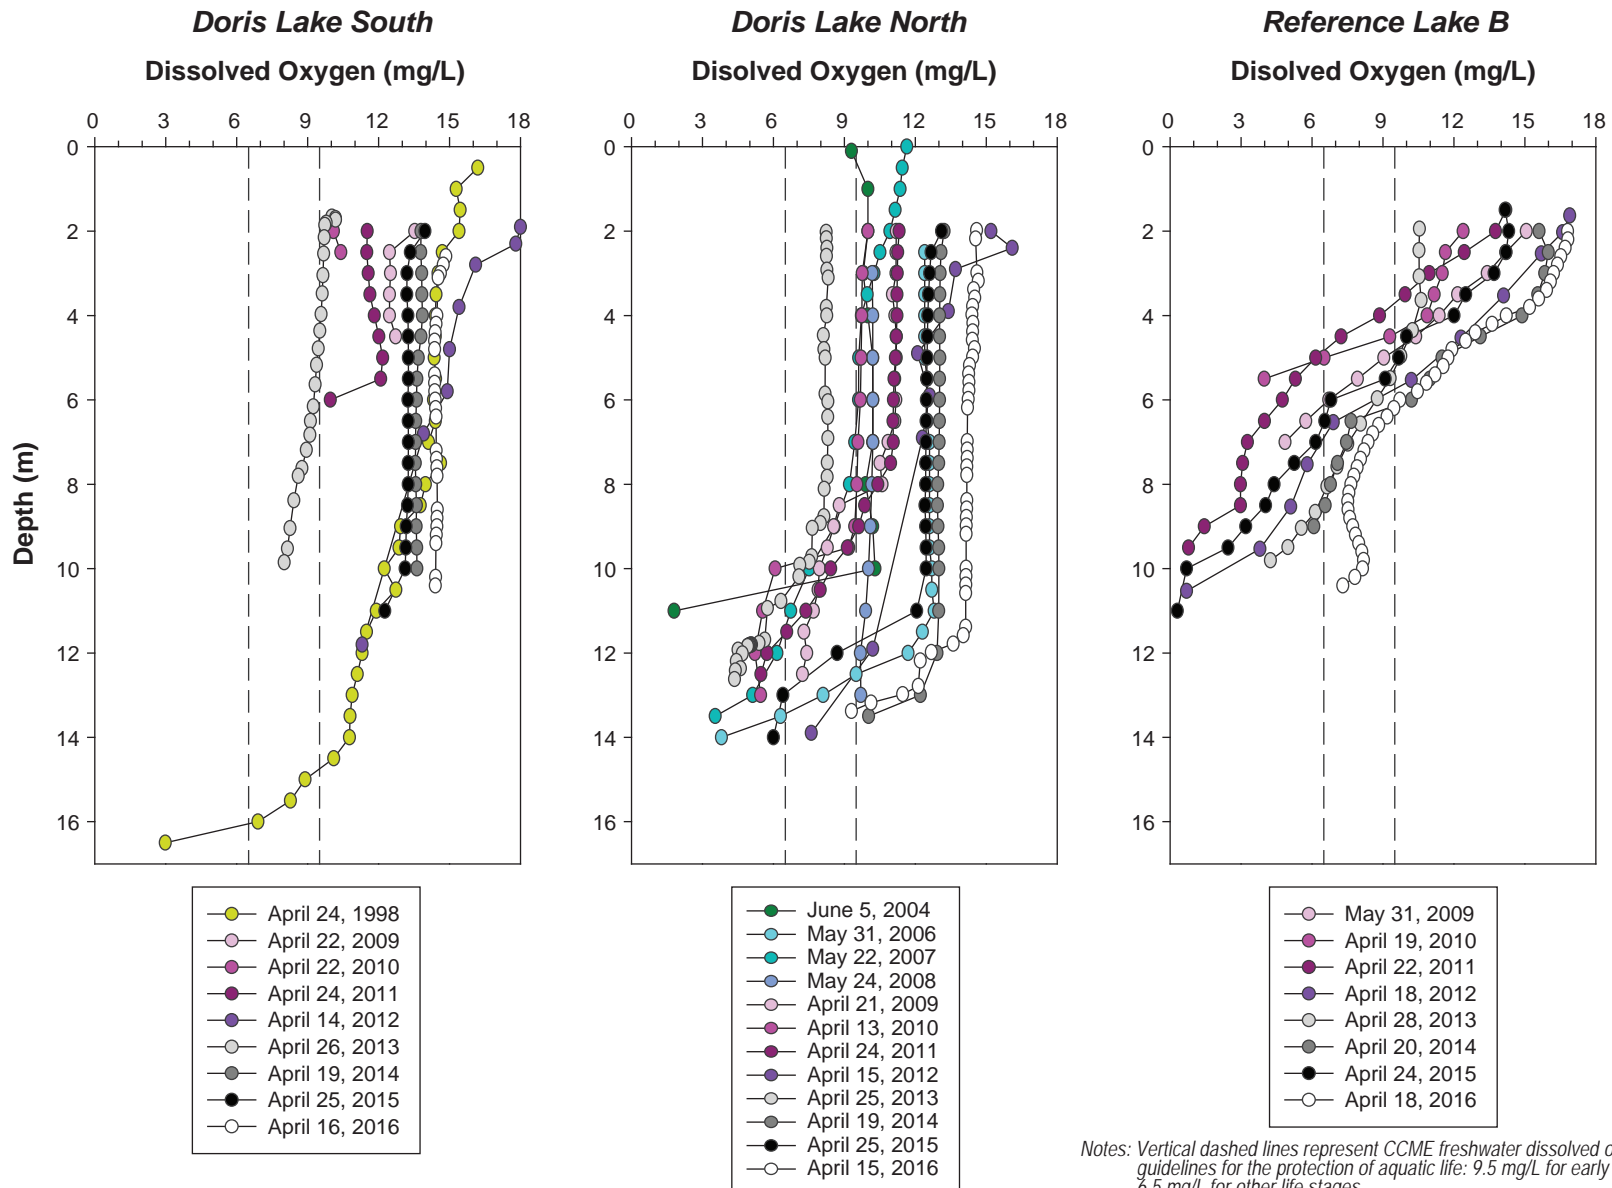 Doris Lake South
Dissolved Oxygen (mg/L)
0 3 6 9 12 15 18
0
2
4
6
8
10
12
14
16
Depth (m)
April 24, 1998
April 22, 2009
April 22, 2010
April 24, 2011
April 14, 2012
April 26, 2013
April 19, 2014
April 25, 2015
April 16, 2016
Doris Lake North
Disolved Oxygen (mg/L)
0 3 6 9 12 15 18
0
2
4
6
8
10
12
14
16
June 5, 2004
May 31, 2006
May 22, 2007
May 24, 2008
April 21, 2009
April 13, 2010
April 24, 2011
April 15, 2012
April 25, 2013
April 19, 2014
April 25, 2015
April 15, 2016
Reference Lake B
Disolved Oxygen (mg/L)
0 3 6 9 12 15 18
0
2
4
6
8
10
12
14
16
May 31, 2009
April 19, 2010
April 22, 2011
April 18, 2012
April 28, 2013
April 20, 2014
April 24, 2015
April 18, 2016
Notes: Vertical dashed lines represent CCME freshwater dissolved o
guidelines for the protection of aquatic life: 9.5 mg/L for early
6.5 mg/L for other life stages